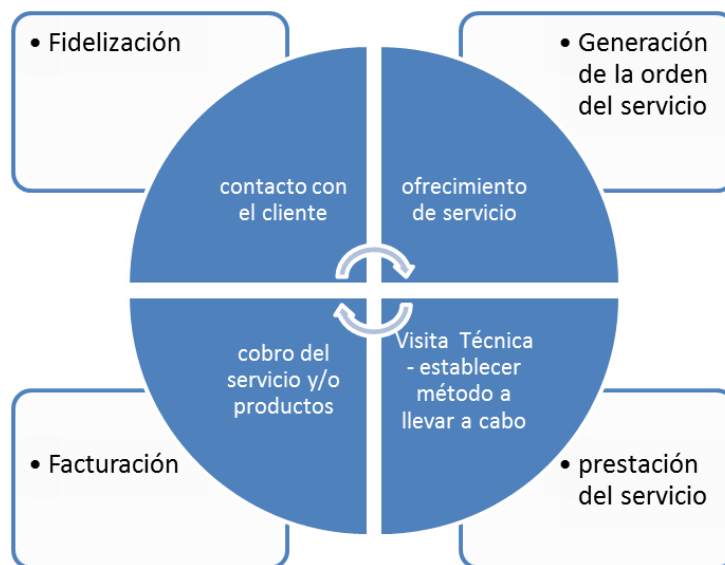 • Fidelización
• Generación
de la orden
del servicio
contacto con
el cliente
ofrecimiento
de servicio
cobro del
servicio y/o
productos
Visita Técnica
- establecer
método a
llevar a cabo
• Facturación
• prestación
del servicio